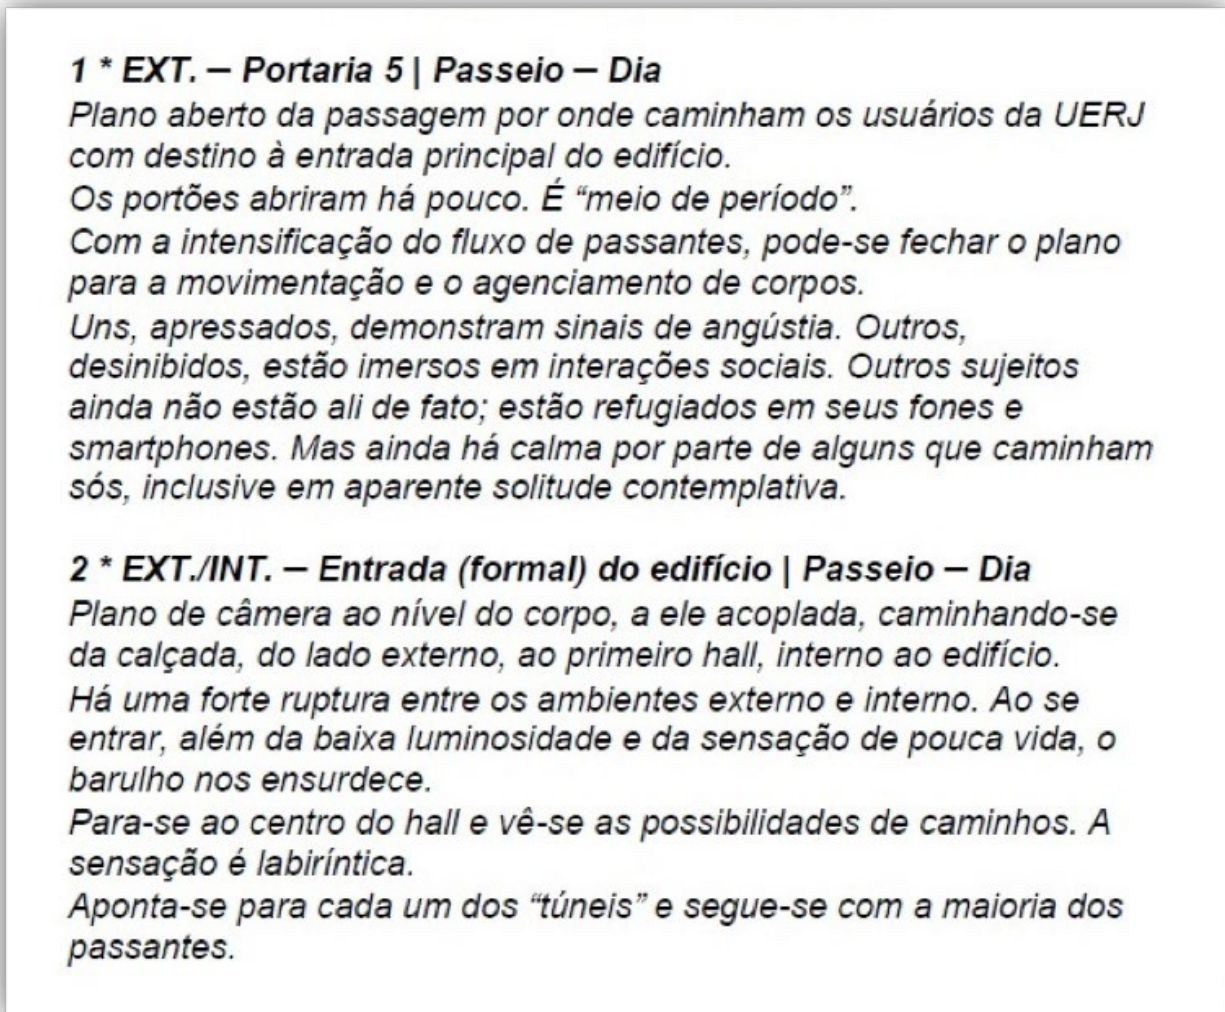 1 * EXT. – Portaria 5 | Passeio – Dia
Plano aberto da passagem por onde caminham os usuários da UERJ
com destino à entrada principal do edifício.
Os portões abriram há pouco. É “meio de período”.
Com a intensificação do fluxo de passantes, pode-se fechar o plano
para a movimentação e o agenciamento de corpos.
Uns, apressados, demonstram sinais de angústia. Outros,
desinibidos, estão imersos em interações sociais. Outros sujeitos
ainda não estão ali de fato; estão refugiados em seus fones e
smartphones. Mas ainda há calma por parte de alguns que caminham
sós, inclusive em aparente solitude contemplativa.
2 * EXT./INT. – Entrada (formal) do edifício | Passeio – Dia
Plano de câmera ao nível do corpo, a ele acoplada, caminhando-se
da calçada, do lado externo, ao primeiro hall, interno ao edifício.
Há uma forte ruptura entre os ambientes externo e interno. Ao se
entrar, além da baixa luminosidade e da sensação de pouca vida, o
barulho nos ensurdece.
Para-se ao centro do hall e vê-se as possibilidades de caminhos. A
sensação é labiríntica.
Aponta-se para cada um dos “túneis” e segue-se com a maioria dos
passantes.